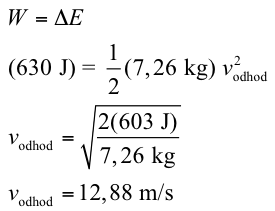 W = ΔE
(630 J) = 1/2 (7,26 kg) v²odhod
vodhod = √(2(603 J)/7,26 kg)
vodhod = 12,88 m/s